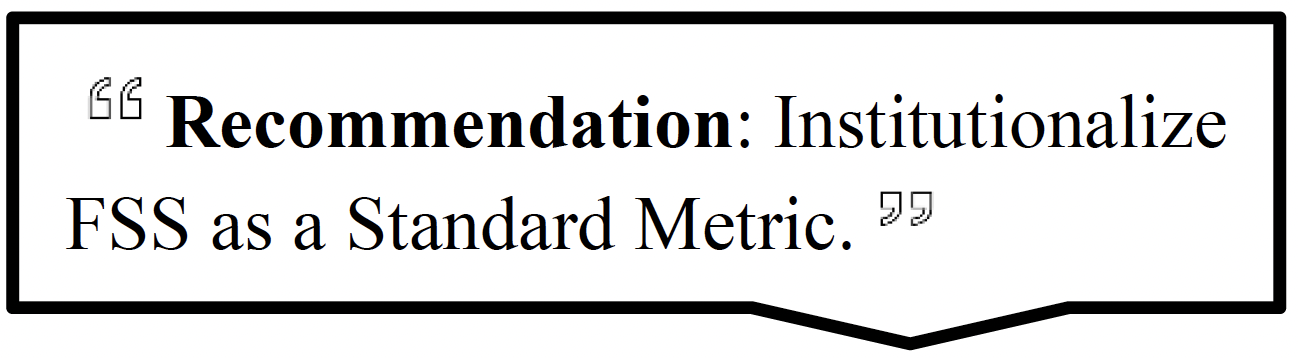 “ Recommendation: Institutionalize
FSS as a Standard Metric. ”